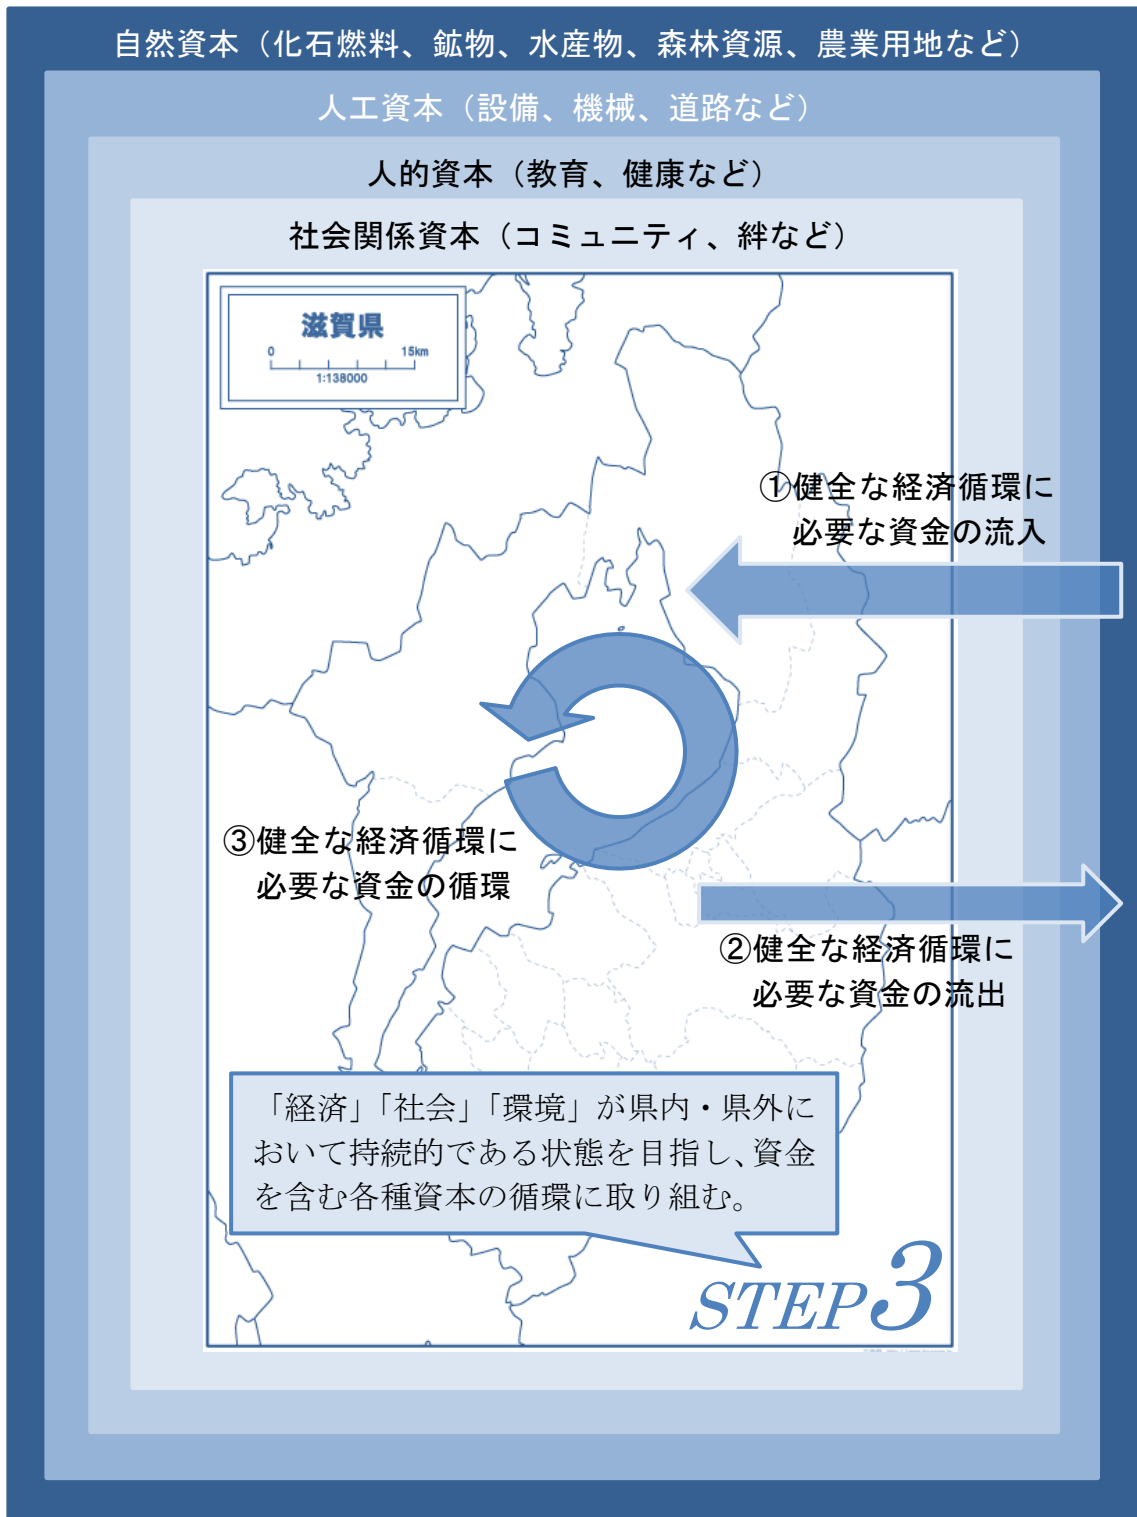 自然資本（化石燃料、鉱物、水産物、森林資源、農業用地など）
人工資本（設備、機械、道路など）
人的資本（教育、健康など）
社会関係資本（コミュニティ、絆など）
滋賀県
0 15km
1:138000
①健全な経済循環に
必要な資金の流入
③健全な経済循環に
必要な資金の循環
②健全な経済循環に
必要な資金の流出
「経済」「社会」「環境」が県内・県外に
おいて持続的である状態を目指し、資金
を含む各種資本の循環に取り組む。
STEP3